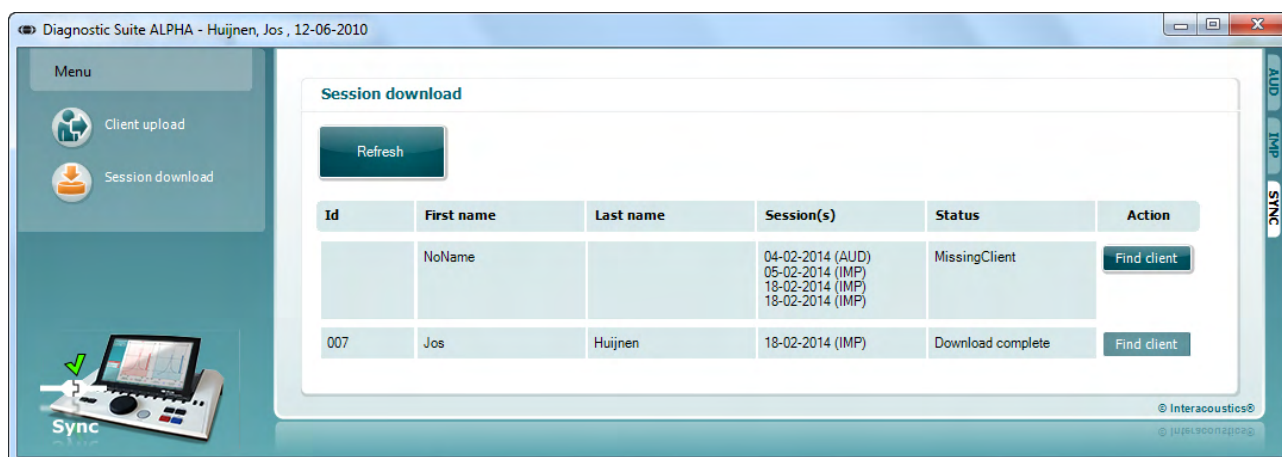 Diagnostic Suite ALPHA - Huijnen, Jos , 12-06-2010
Menu
Client upload
Session download
Sync
Session download
Refresh
Id First name Last name Session(s) Status Action
NoName 04-02-2014 (AUD) MissingClient Find client
05-02-2014 (IMP)
18-02-2014 (IMP)
18-02-2014 (IMP)
007 Jos Huijnen 18-02-2014 (IMP) Download complete Find client
© Interacoustics®
AUD
IMP
SYNC